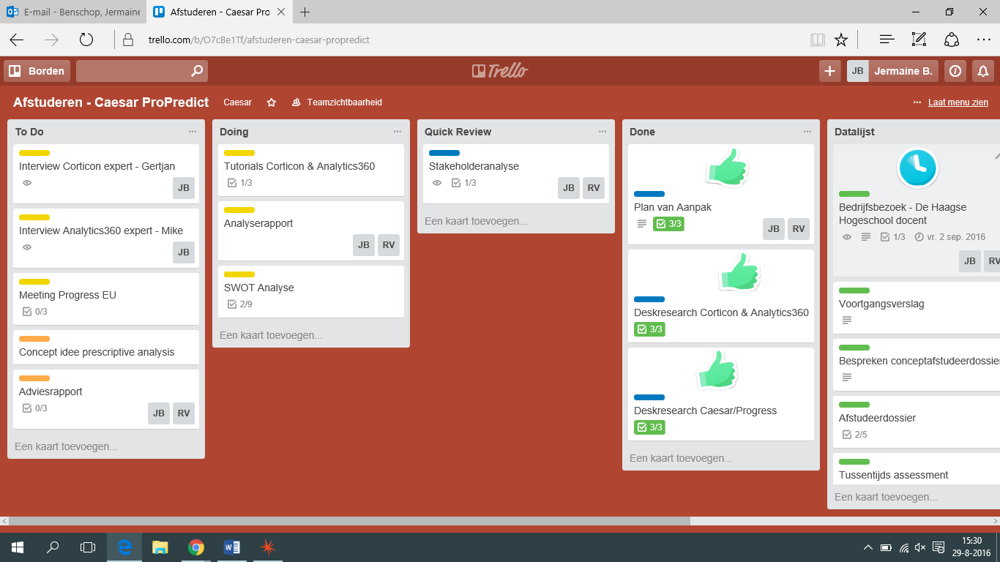 E-mail - Benschop, Jermaine
Afstuderen - Caesar Pro
trello.com/b/O7cBe1Tf/afstuderen-caesar-propredict
Borden
Trello
JB Jermaine B.
Afstuderen - Caesar ProPredict
Caesar
Teamzichtbaarheid
Laat menu zien
To Do
Interview Corticon expert - Gertjan
JB
Interview Analytics360 expert - Mike
JB
Meeting Progress EU
0/3
Concept idee prescriptive analysis
Adviesrapport
0/3
JB RV
Een kaart toevoegen...
Doing
Tutorials Corticon & Analytics360
1/3
Analyserapport
JB RV
SWOT Analyse
2/9
Een kaart toevoegen...
Quick Review
Stakeholderanalyse
1/3
JB RV
Een kaart toevoegen...
Done
Plan van Aanpak
3/3
JB RV
Deskresearch Corticon & Analytics360
3/3
Deskresearch Caesar/Progress
3/3
Een kaart toevoegen...
Datalijst
Bedrijfsbezoek - De Haagse
Hogeschool docent
1/3 vr. 2 sep. 2016
JB RV
Voortgangsverslag
Bespreken conceptafstudeerdossier
Afstudeerdossier
2/5
Tussentijds assessment
Een kaart toevoegen...
15:30
29-8-2016